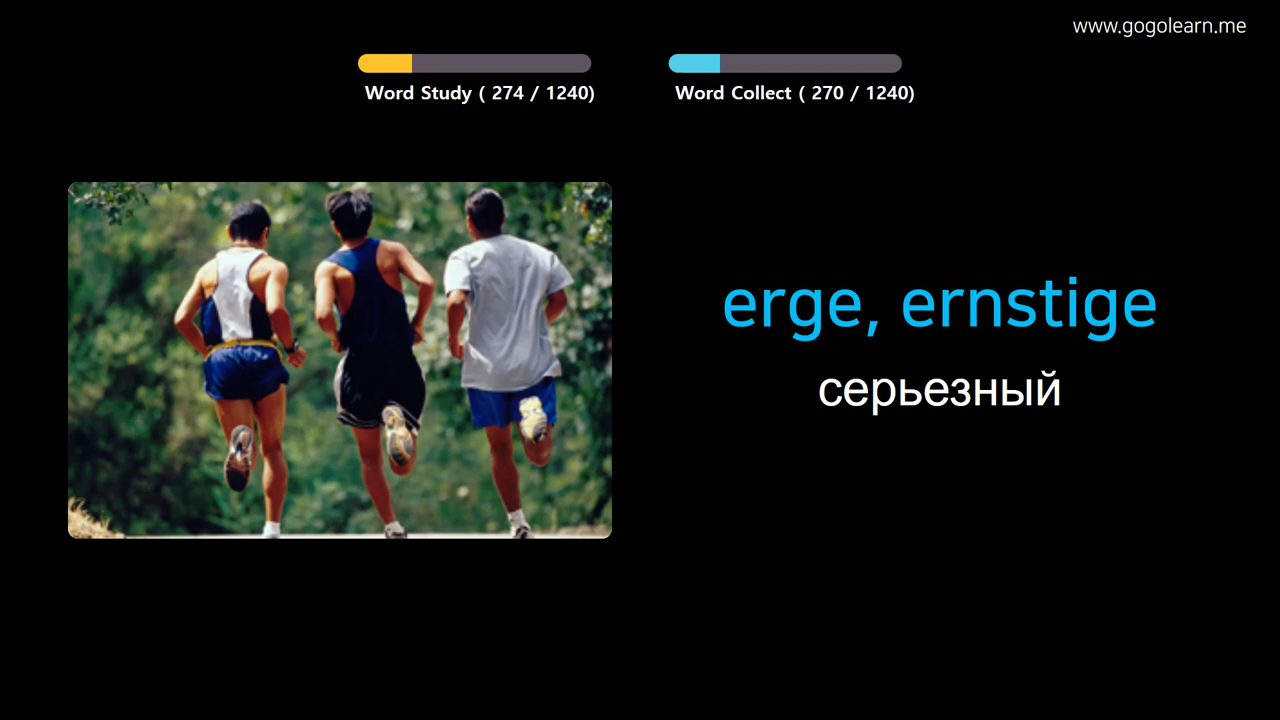 www.gogolearn.me
Word Study ( 274 / 1240)
Word Collect ( 270 / 1240)
erge, ernstige
серьезный